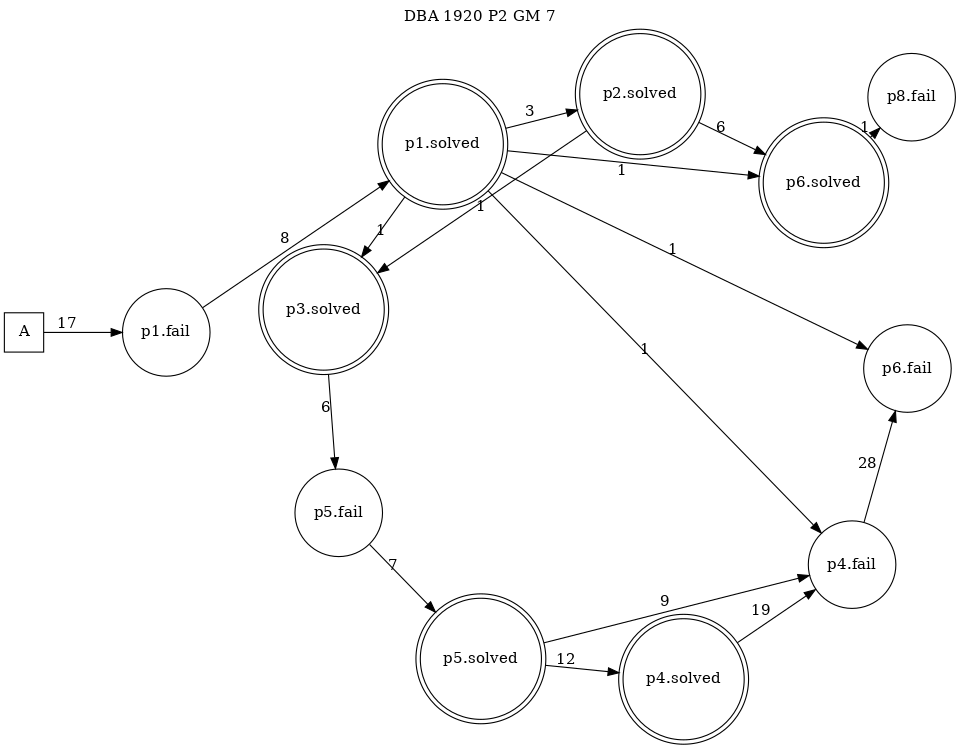 DBA 1920 P2 GM 7
p2.solved
p8.fail
p1.solved
3
6
1
p6.solved
1
1
1
8
1
p3.solved
A
17
p1.fail
1
p6.fail
6
28
p5.fail
7
p4.fail
9
19
p5.solved
12
p4.solved